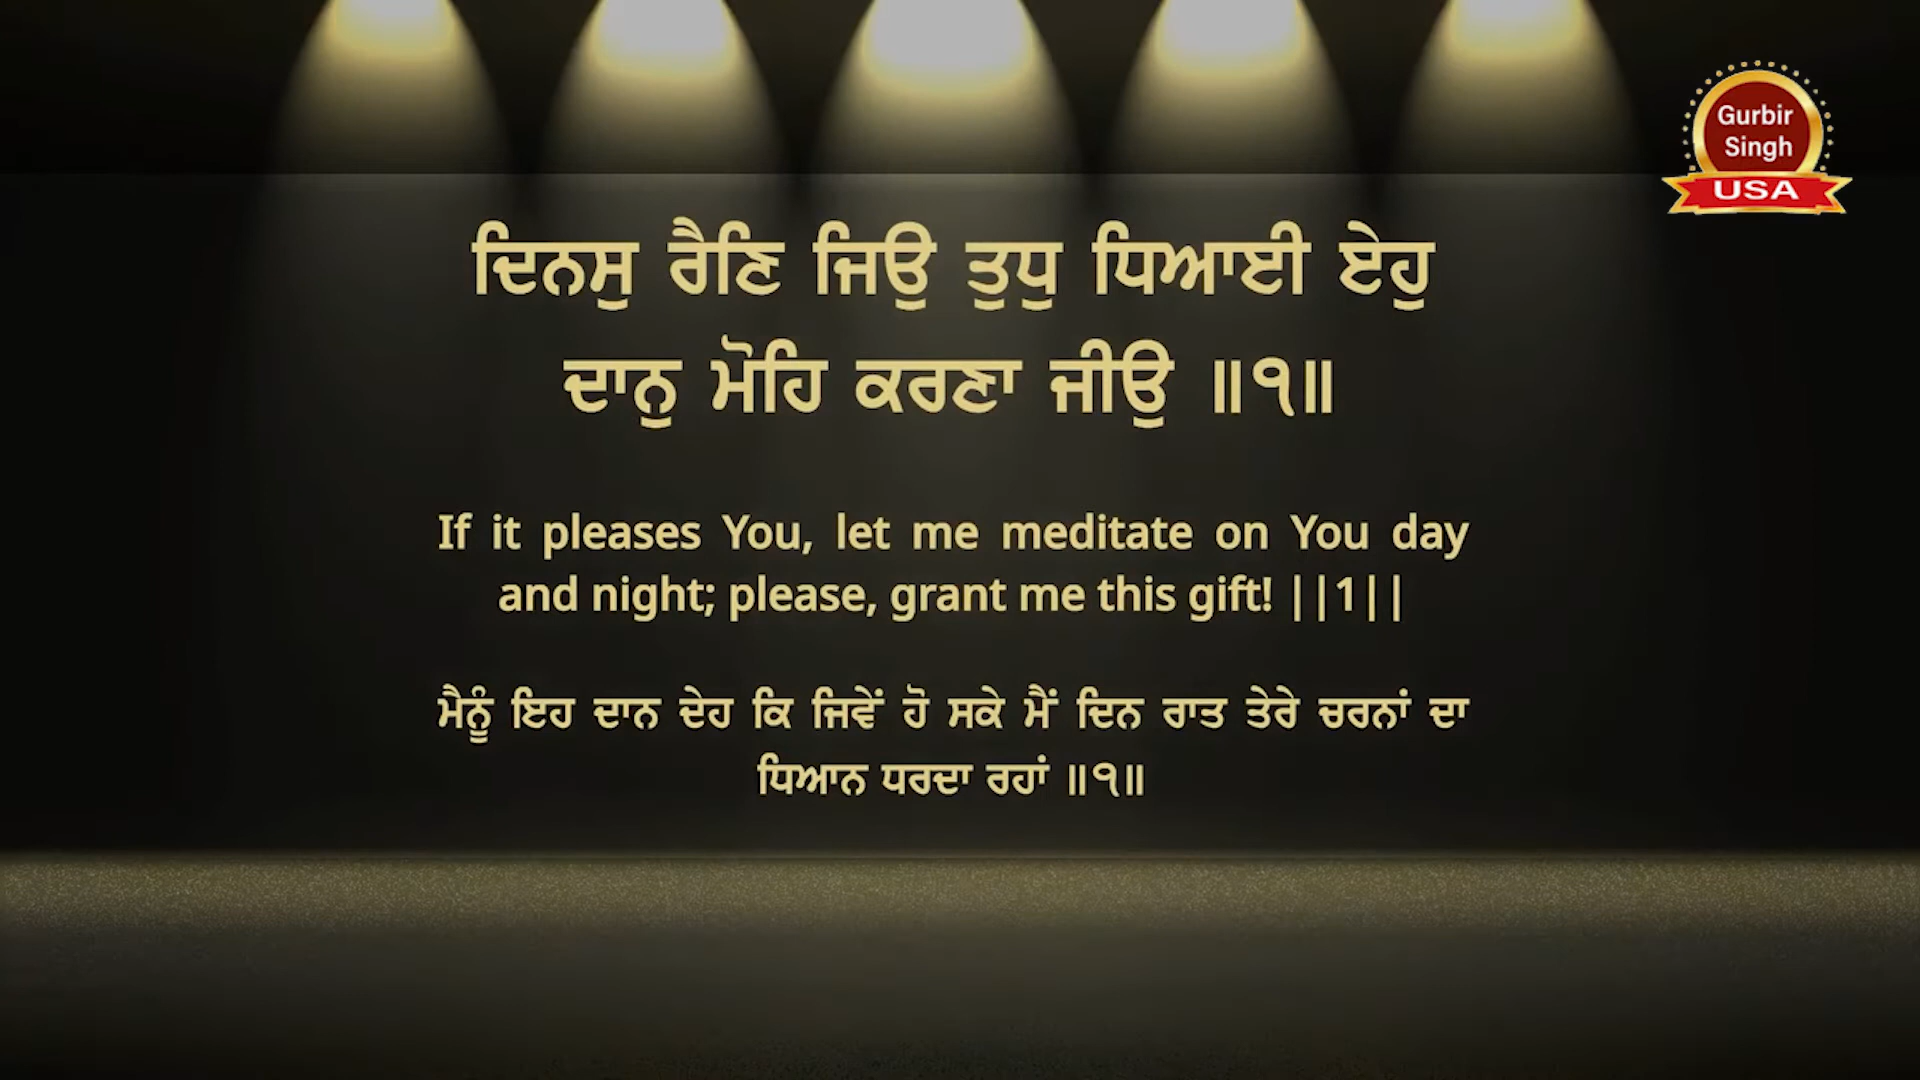 Gurbir
Singh
USA
ਦਿਨਸੁ ਰੈਣਿ ਜਿਉ ਤੁਧੁ ਧਿਆਈ ਏਹੁ
ਦਾਨੁ ਮੋਹਿ ਕਰਣਾ ਜੀਉ ॥੧॥
If it pleases You, let me meditate on You day
and night; please, grant me this gift! ||1||
ਮੈਨੂੰ ਇਹ ਦਾਨ ਦੇਹ ਕਿ ਜਿਵੇਂ ਹੋ ਸਕੇ ਮੈਂ ਦਿਨ ਰਾਤ ਤੇਰੇ ਚਰਨਾਂ ਦਾ
ਧਿਆਨ ਧਰਦਾ ਰਹਾਂ ॥੧॥